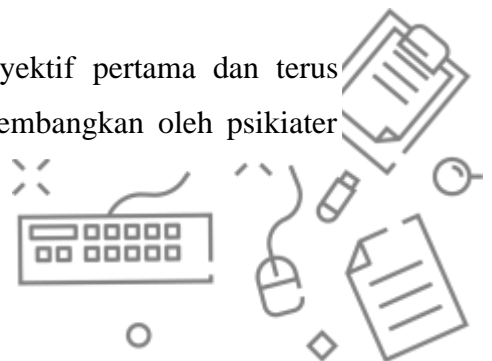 yektif pertama dan terus
embangkan oleh psikiater